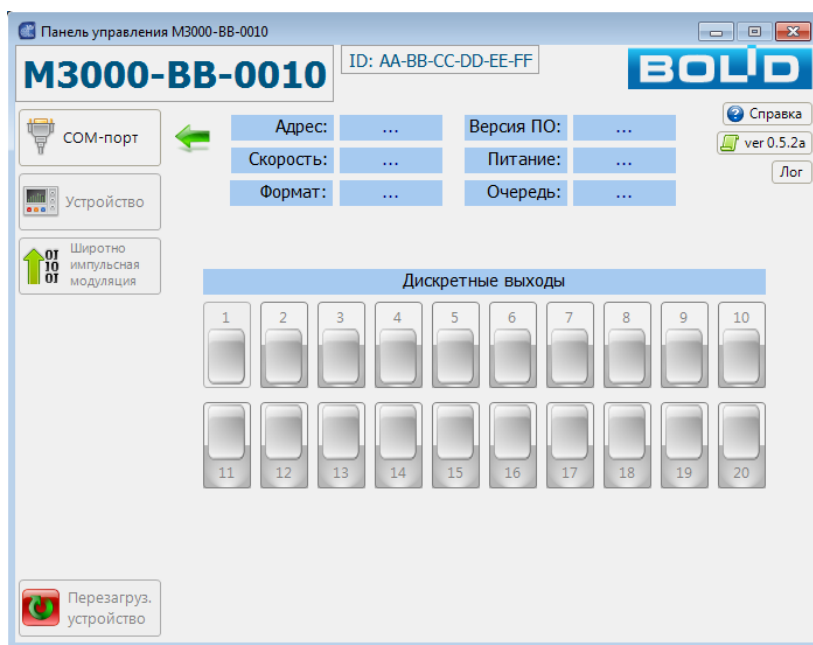 Панель управления M3000-BB-0010
M3000-BB-0010
ID: AA-BB-CC-DD-EE-FF
BOLID
COM-порт
Адрес: ...
Версия ПО: ...
Справка
Скорость: ...
Питание: ...
ver 0.5.2a
Формат: ...
Очередь: ...
Лог
Устройство
Широтно
импульсная
модуляция
01
10
01
Дискретные выходы
1 2 3 4 5 6 7 8 9 10
11 12 13 14 15 16 17 18 19 20
Перезагруз.
устройство